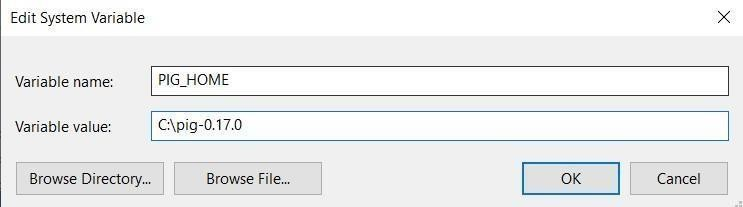 Edit System Variable
Variable name: PIG_HOME
Variable value: C:\pig-0.17.0
Browse Directory... Browse File... OK Cancel